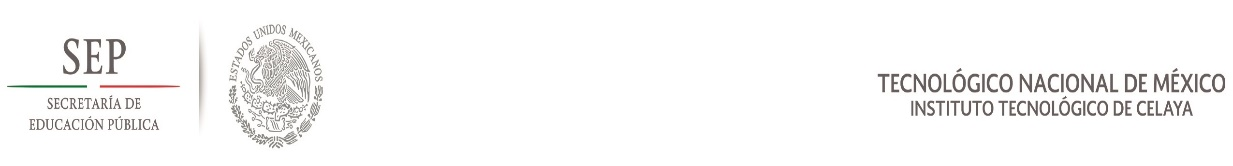 SEP
SECRETARÍA DE
EDUCACIÓN PÚBLICA
ESTADOS UNIDOS MEXICANOS
TECNOLÓGICO NACIONAL DE MÉXICO
INSTITUTO TECNOLÓGICO DE CELAYA